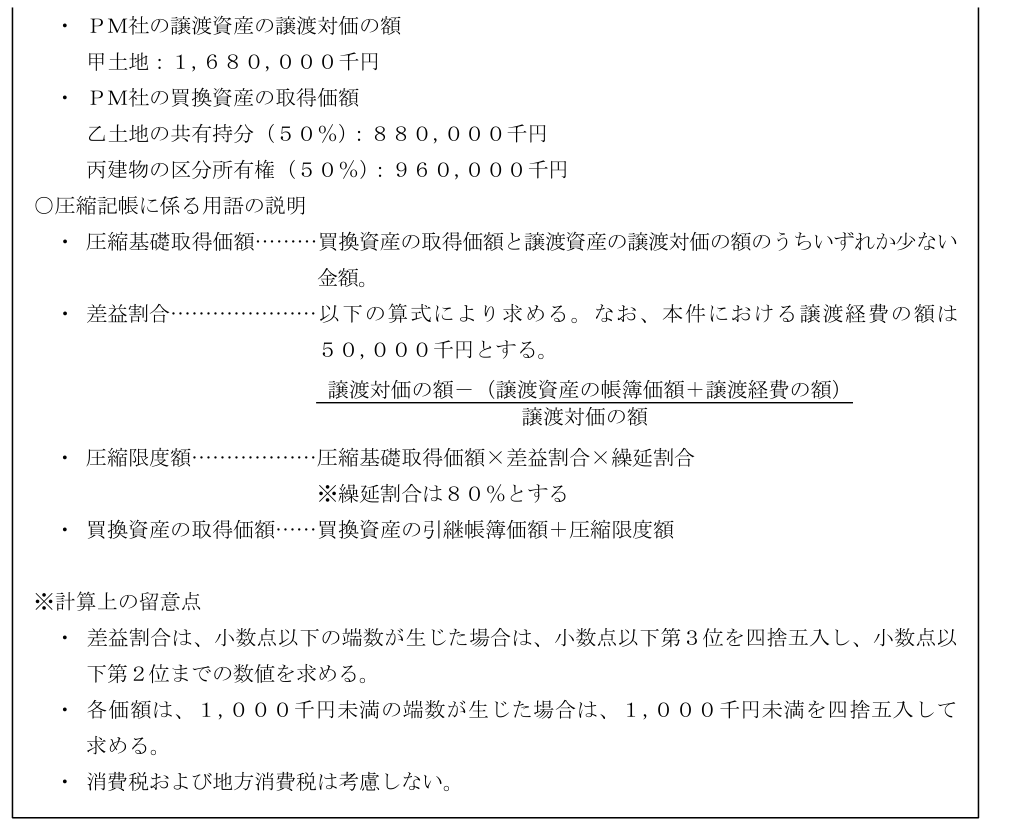 ・ ＰＭ社の譲渡資産の譲渡対価の額
甲土地：１,６８０,０００千円
・ ＰＭ社の買換資産の取得価額
乙土地の共有持分（５０％）：８８０,０００千円
丙建物の区分所有権（５０％）：９６０,０００千円
○圧縮記帳に係る用語の説明
・ 圧縮基礎取得価額………買換資産の取得価額と譲渡資産の譲渡対価の額のうちいずれか少ない
金額。
・ 差益割合…………………以下の算式により求める。なお、本件における譲渡経費の額は
５０,０００千円とする。
譲渡対価の額－（譲渡資産の帳簿価額＋譲渡経費の額）
譲渡対価の額
・ 圧縮限度額………………圧縮基礎取得価額×差益割合×繰延割合
※繰延割合は８０％とする
・ 買換資産の取得価額……買換資産の引継帳簿価額＋圧縮限度額
※計算上の留意点
・ 差益割合は、小数点以下の端数が生じた場合は、小数点以下第３位を四捨五入し、小数点以
下第２位までの数値を求める。
・ 各価額は、１,０００千円未満の端数が生じた場合は、１,０００千円未満を四捨五入して
求める。
・ 消費税および地方消費税は考慮しない。